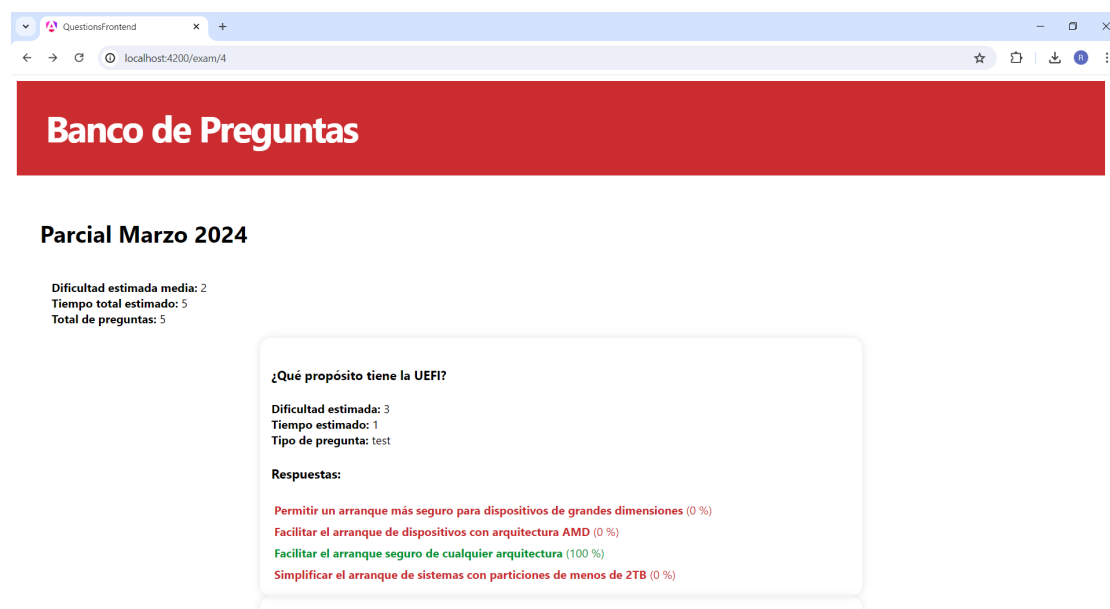 QuestionsFrontend
localhost:4200/exam/4
R
Banco de Preguntas
Parcial Marzo 2024
Dificultad estimada media: 2
Tiempo total estimado: 5
Total de preguntas: 5
¿Qué propósito tiene la UEFI?
Dificultad estimada: 3
Tiempo estimado: 1
Tipo de pregunta: test
Respuestas:
Permitir un arranque más seguro para dispositivos de grandes dimensiones (0 %)
Facilitar el arranque de dispositivos con arquitectura AMD (0 %)
Facilitar el arranque seguro de cualquier arquitectura (100 %)
Simplificar el arranque de sistemas con particiones de menos de 2TB (0 %)